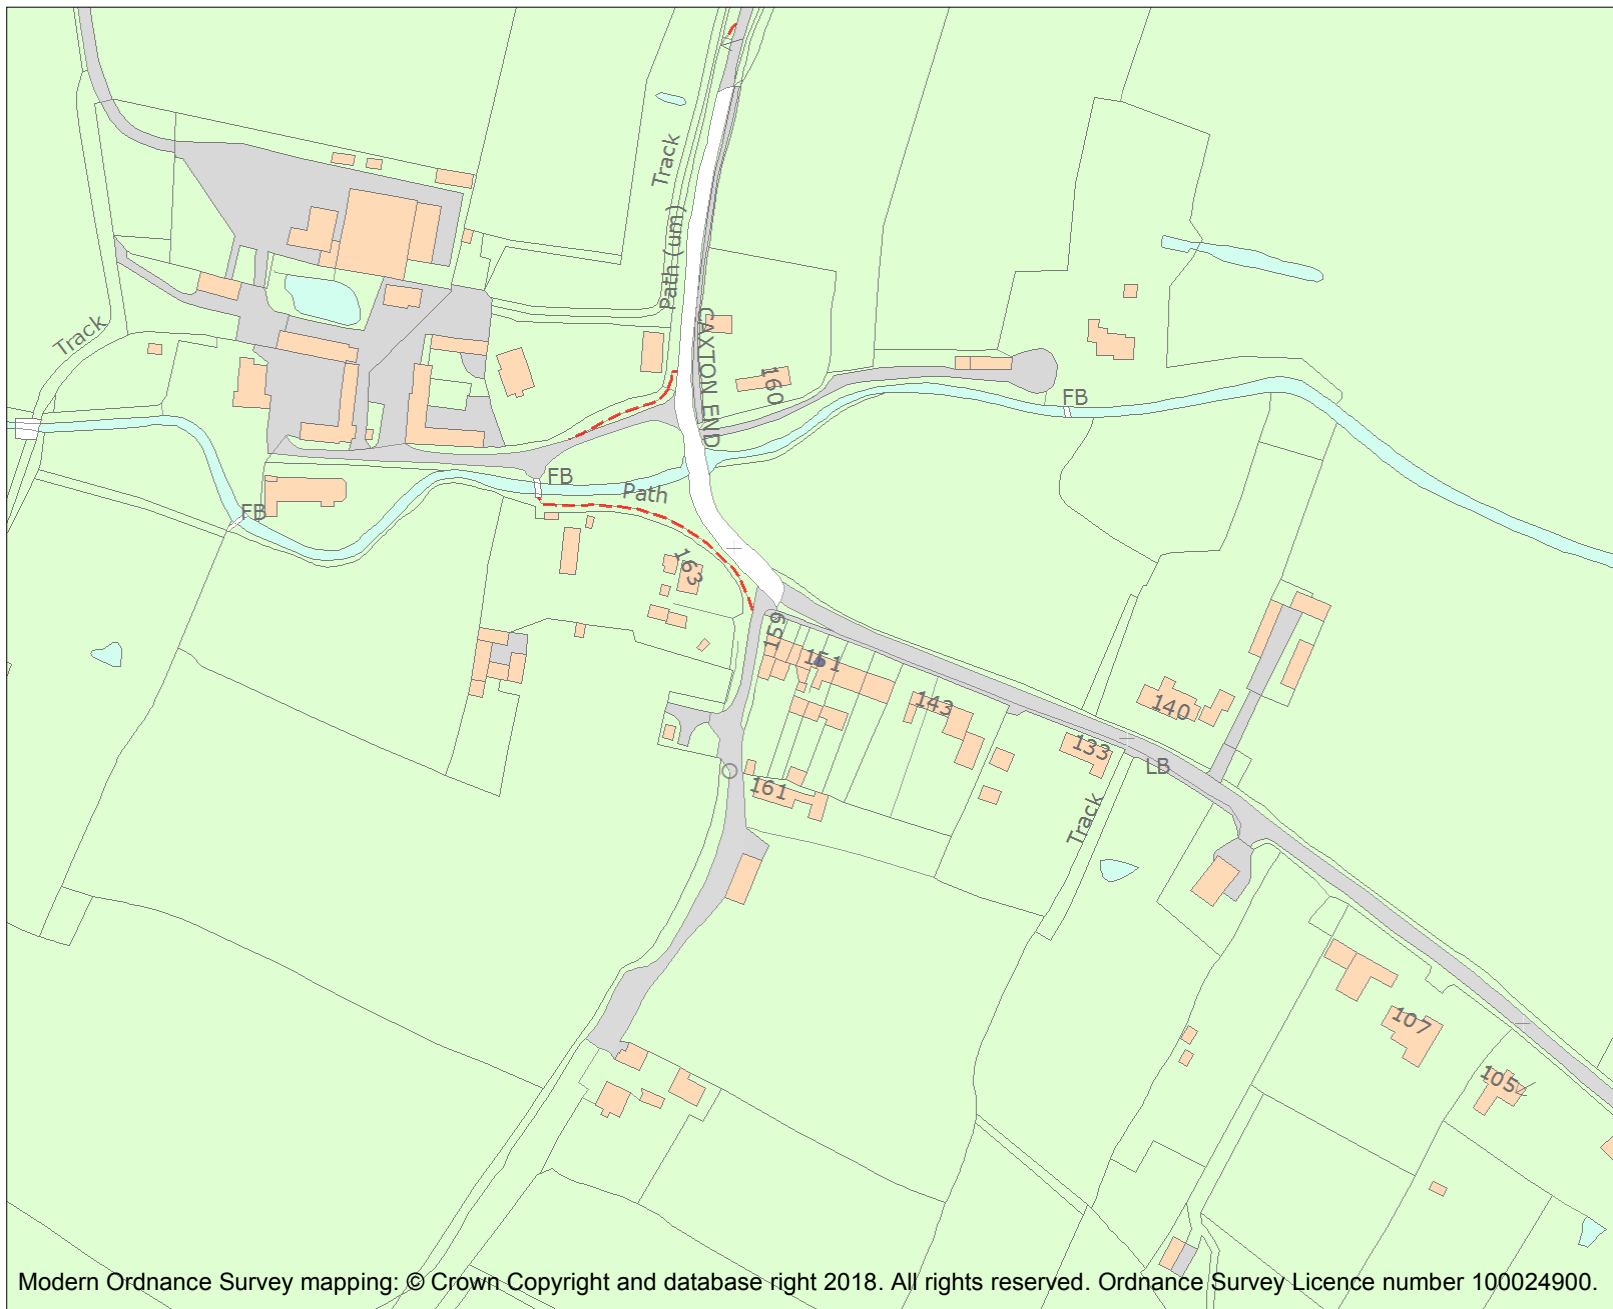 Track
Path (um)
CAXTON END
Track
160
FB
FB
Path
FB
163
159
151
143
140
133
LB
161
Track
107
105
Modern Ordnance Survey mapping: © Crown Copyright and database right 2018. All rights reserved. Ordnance Survey Licence number 100024900.